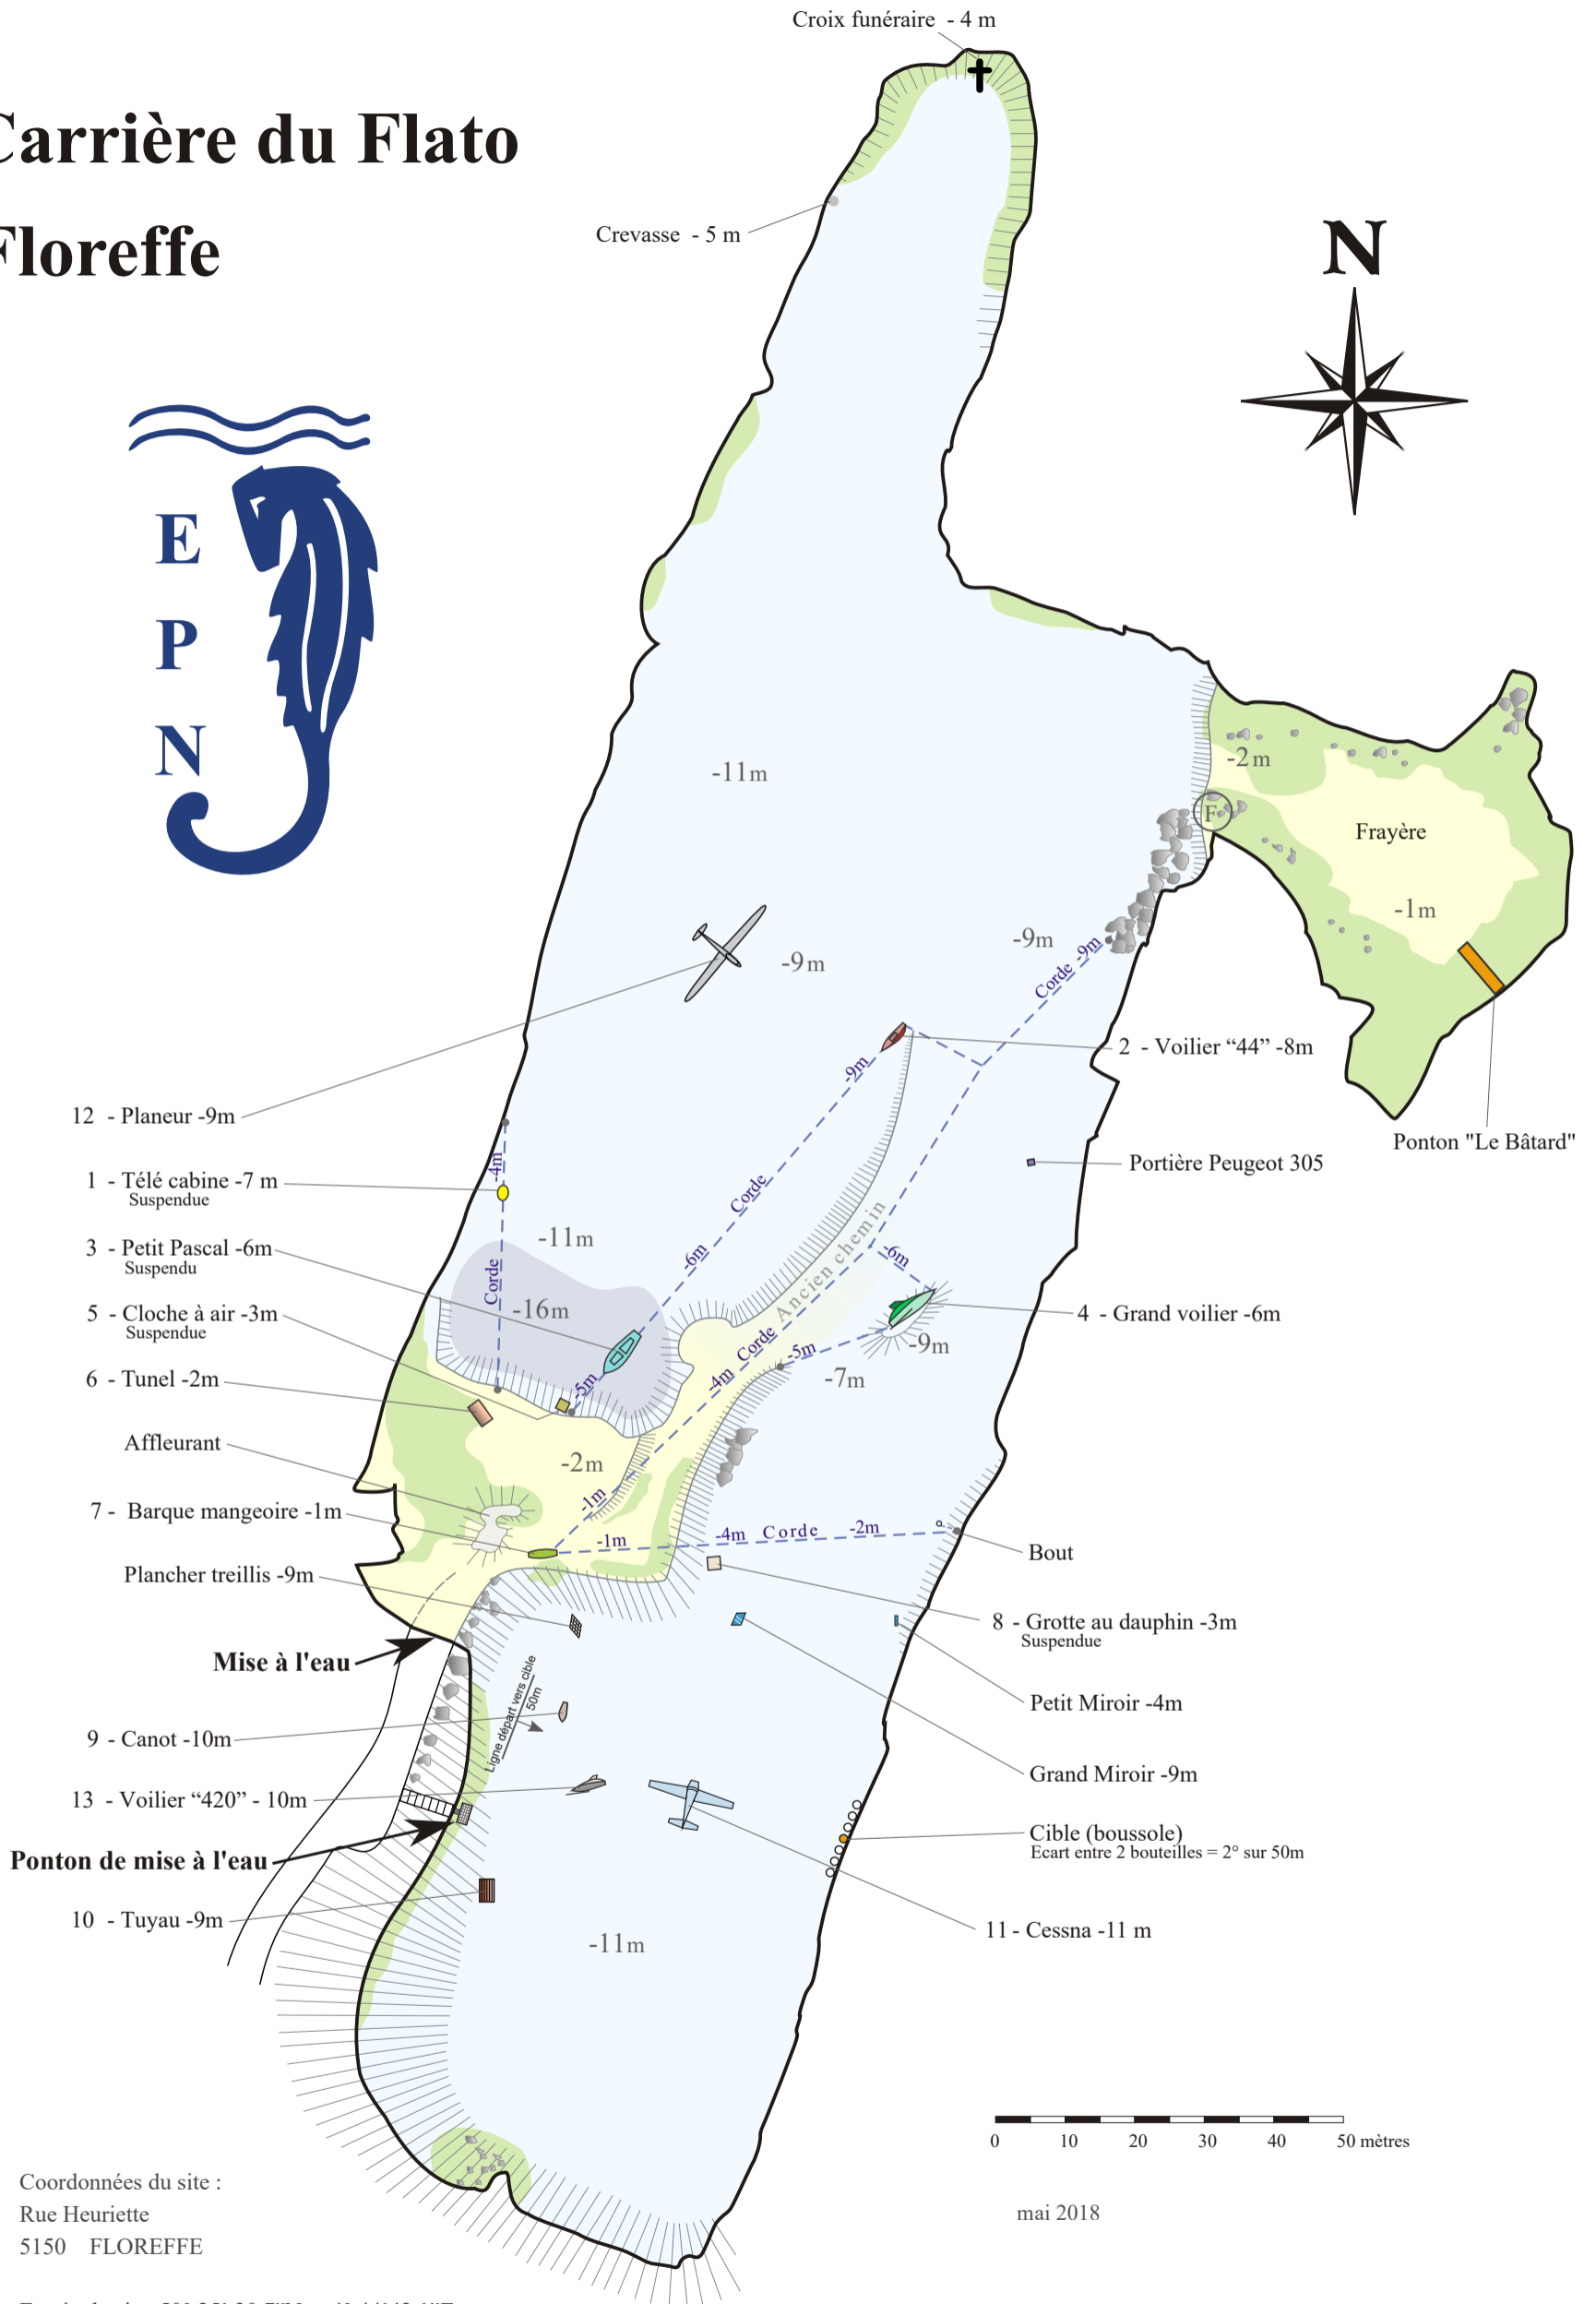 Croix funéraire - 4 m
Carrière du Flato
Floreffe
Crevasse - 5 m
N
E
P
N
-11m
-2m
F
Frayère
-1m
-9m
-9m
Corde -9m
2 - Voilier “44” -8m
-9m
12 - Planeur -9m
Ponton "Le Bâtard"
-4m
Portière Peugeot 305
1 - Télé cabine -7 m
Suspendue
Corde
-11m
3 - Petit Pascal -6m
Suspendu
-6m
Ancien chemin
-6m
Corde
-16m
5 - Cloche à air -3m
Suspendue
4 - Grand voilier -6m
-9m
Corde
-5m
-4m
-5m
-7m
6 - Tunel -2m
Affleurant
-2m
-1m
7 - Barque mangeoire -1m
-1m
-4m Corde -2m
Bout
Plancher treillis -9m
8 - Grotte au dauphin -3m
Suspendue
Mise à l'eau
Ligne départ vers cible
50m
Petit Miroir -4m
9 - Canot -10m
Grand Miroir -9m
13 - Voilier “420” - 10m
Cible (boussole)
Ecart entre 2 bouteilles = 2° sur 50m
Ponton de mise à l'eau
10 - Tuyau -9m
11 - Cessna -11 m
-11m
0 10 20 30 40 50 mètres
mai 2018
Coordonnées du site :
Rue Heuriette
5150 FLOREFFE